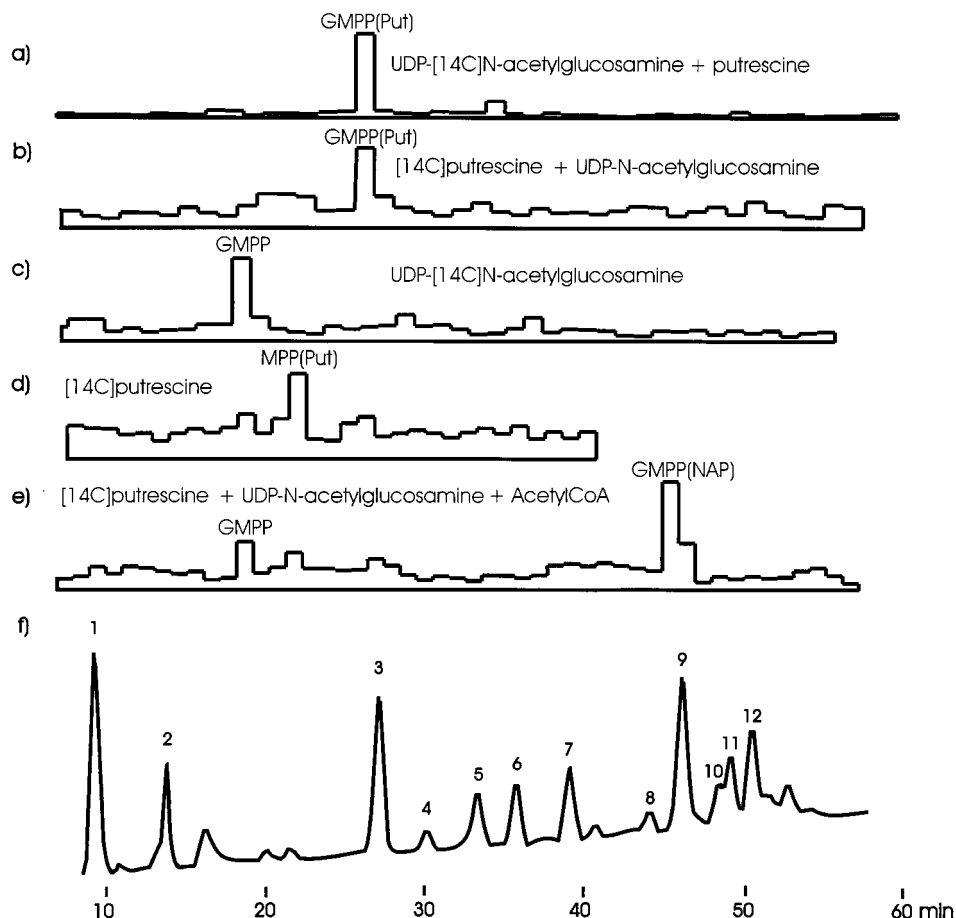 GMPP(Put)
a) UDP-[14C]N-acetylglucosamine + putrescine
GMPP(Put)
b) [14C]putrescine + UDP-N-acetylglucosamine
GMPP
c) UDP-[14C]N-acetylglucosamine
MPP(Put)
d) [14C]putrescine
GMPP(NAP)
e) [14C]putrescine + UDP-N-acetylglucosamine + AcetylCoA
GMPP
f)
1
2
3
4
5
6
7
8
9
10
11
12
10 20 30 40 50 60 min